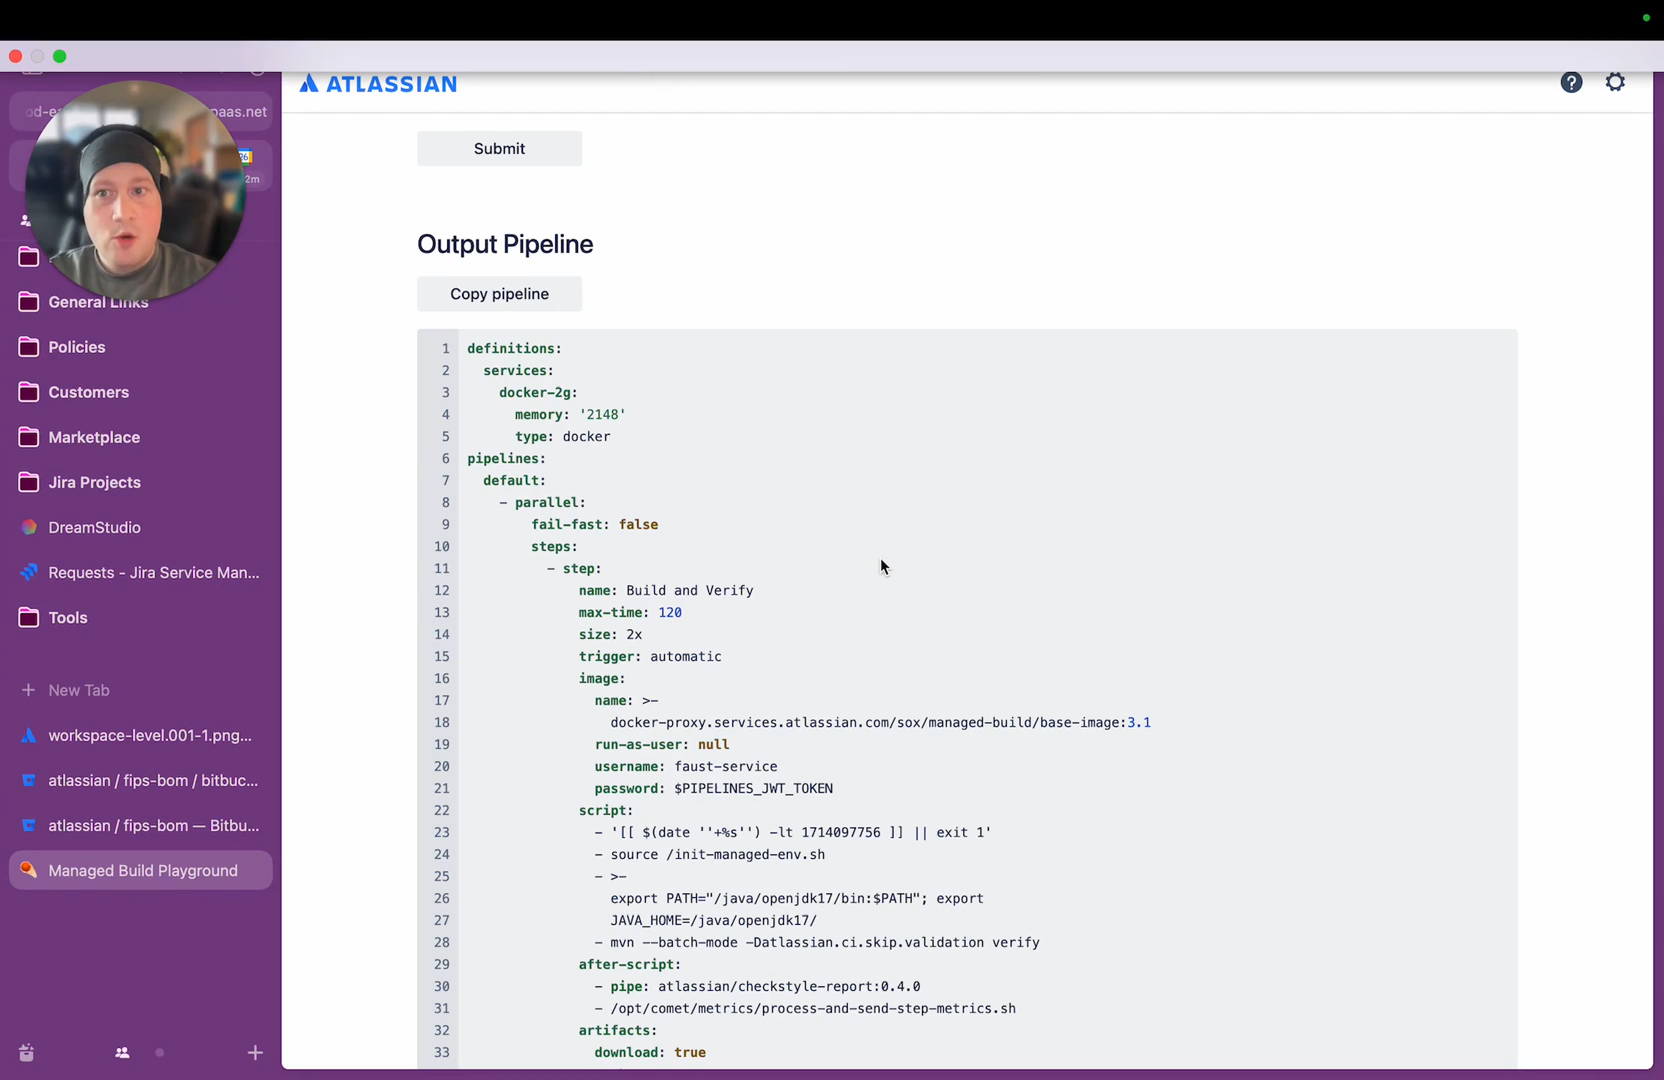 ATLASSIAN
paas.net
26
2m
General Links
Policies
Customers
Marketplace
Jira Projects
DreamStudio
Requests - Jira Service Man...
Tools
+ New Tab
workspace-level.001-1.png...
atlassian / fips-bom / bitbuc...
atlassian / fips-bom — Bitbu...
Managed Build Playground
Submit
Output Pipeline
Copy pipeline
1 definitions:
2 services:
3 docker-2g:
4 memory: '2148'
5 type: docker
6 pipelines:
7 default:
8 - parallel:
9 fail-fast: false
10 steps:
11 - step:
12 name: Build and Verify
13 max-time: 120
14 size: 2x
15 trigger: automatic
16 image:
17 name: >-
18 docker-proxy.services.atlassian.com/sox/managed-build/base-image:3.1
19 run-as-user: null
20 username: faust-service
21 password: $PIPELINES_JWT_TOKEN
22 script:
23 - '[[ $(date ''+%s'') -lt 1714097756 ]] || exit 1'
24 - source /init-managed-env.sh
25 - >-
26 export PATH="/java/openjdk17/bin:$PATH"; export
27 JAVA_HOME=/java/openjdk17/
28 - mvn --batch-mode -Datlassian.ci.skip.validation verify
29 after-script:
30 - pipe: atlassian/checkstyle-report:0.4.0
31 - /opt/comet/metrics/process-and-send-step-metrics.sh
32 artifacts:
33 download: true